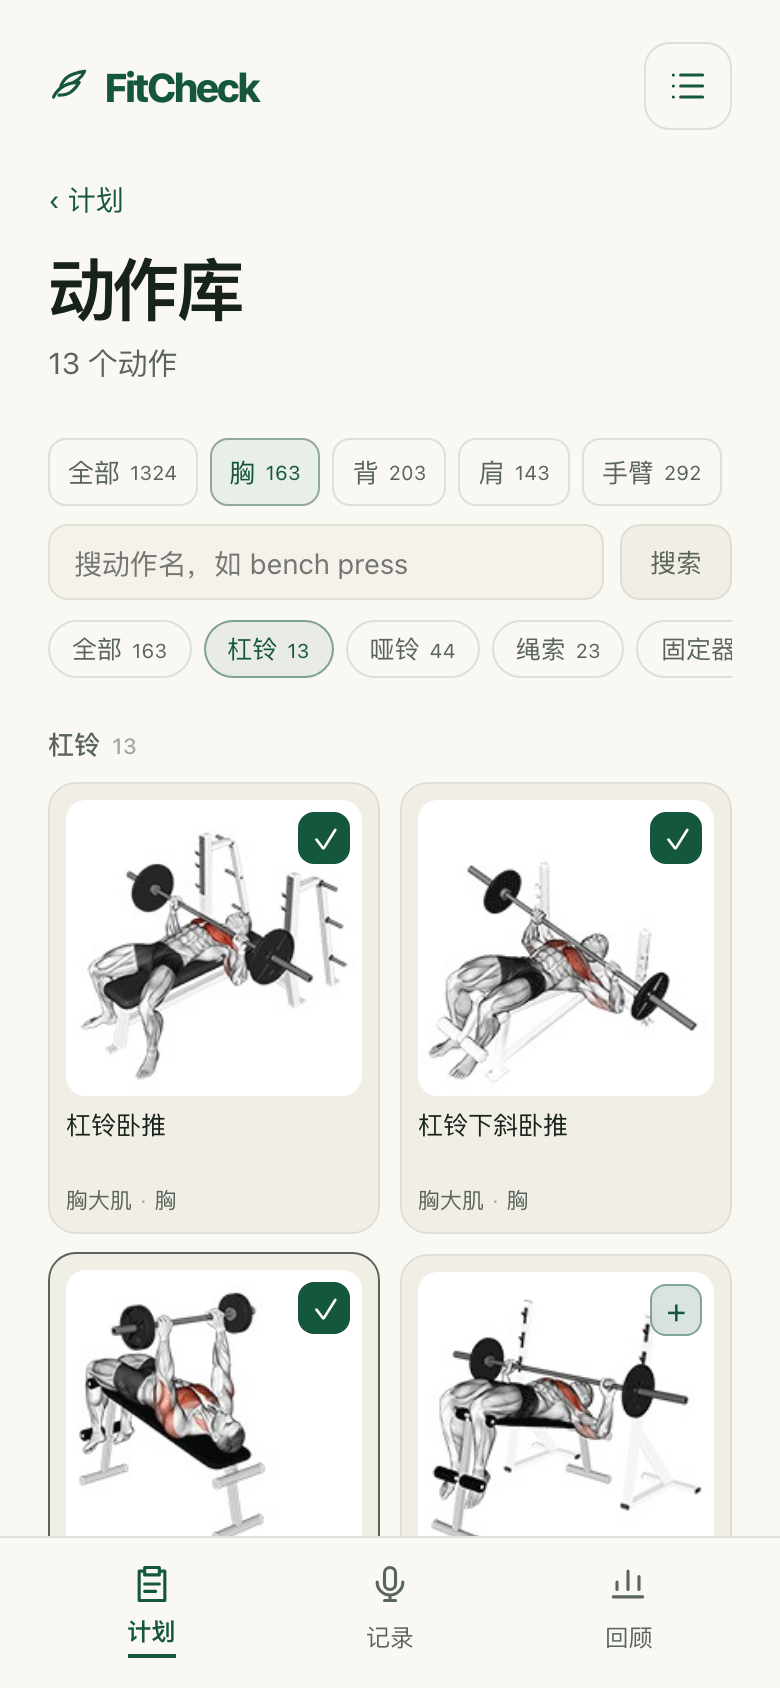 FitCheck
‹ 计划
动作库
13 个动作
全部 1324 胸 163 背 203 肩 143 手臂 292
搜动作名，如 bench press 搜索
全部 163 杠铃 13 哑铃 44 绳索 23 固定器
杠铃 13
杠铃卧推 杠铃下斜卧推
胸大肌 · 胸 胸大肌 · 胸
计划 记录 回顾